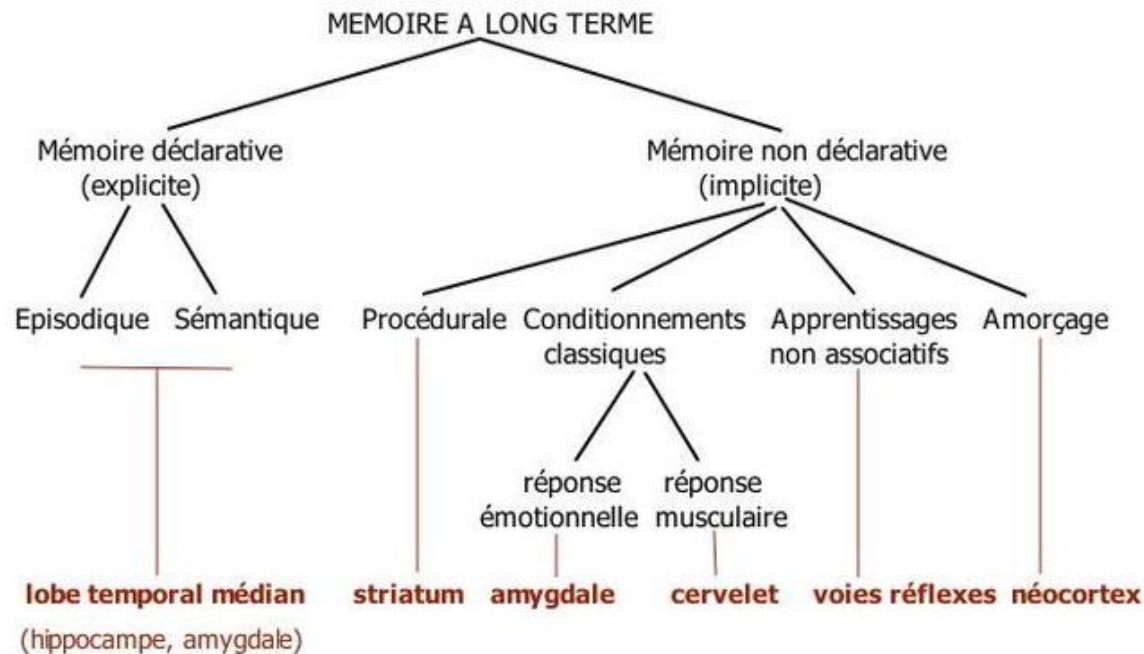 MEMOIRE A LONG TERME
Mémoire déclarative
(explicite)
Mémoire non déclarative
(implicite)
Episodique
Sémantique
Procédurale
Conditionnements
classiques
Apprentissages
non associatifs
Amorçage
réponse
émotionnelle
réponse
musculaire
lobe temporal médian
(hippocampe, amygdale)
striatum
amygdale
cervelet
voies réflexes
néocortex